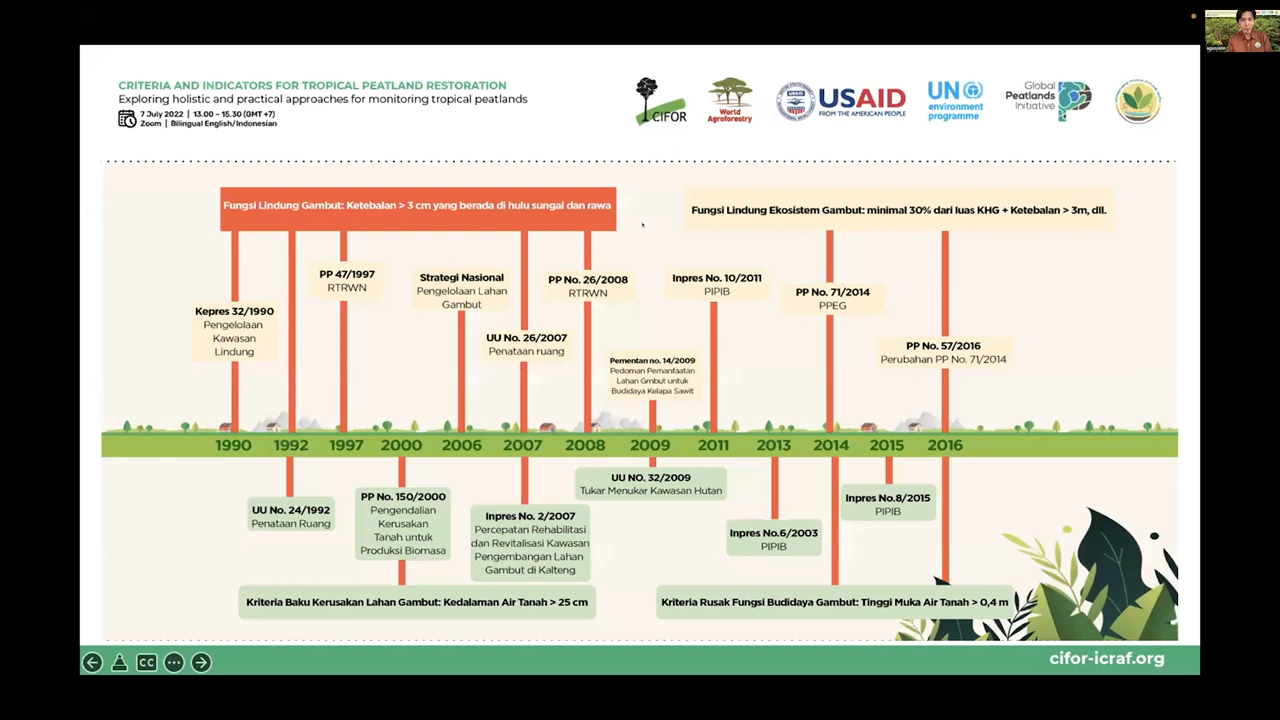 CRITERIA AND INDICATORS FOR TROPICAL PEATLAND RESTORATION
Exploring holistic and practical approaches for monitoring tropical peatlands
7 July 2022 | 13.00 – 15.30 (GMT +7)
Zoom | Bilingual English/Indonesian
CIFOR
World
Agroforestry
USAID
FROM THE AMERICAN PEOPLE
UN
environment
programme
Global
Peatlands
Initiative
Fungsi Lindung Gambut: Ketebalan > 3 cm yang berada di hulu sungai dan rawa
Fungsi Lindung Ekosistem Gambut: minimal 30% dari luas KHG + Ketebalan > 3m, dll.
Kepres 32/1990
Pengelolaan
Kawasan
Lindung
PP 47/1997
RTRWN
Strategi Nasional
Pengelolaan Lahan
Gambut
UU No. 26/2007
Penataan ruang
PP No. 26/2008
RTRWN
Pementan no. 14/2009
Pedoman Pemanfaatan
Lahan Gmbut untuk
Budidaya Kelapa Sawit
Inpres No. 10/2011
PIPIB
PP No. 71/2014
PPEG
PP No. 57/2016
Perubahan PP No. 71/2014
1990 1992 1997 2000 2006 2007 2008 2009 2011 2013 2014 2015 2016
UU No. 24/1992
Penataan Ruang
PP No. 150/2000
Pengendalian
Kerusakan
Tanah untuk
Produksi Biomasa
Inpres No. 2/2007
Percepatan Rehabilitasi
dan Revitalisasi Kawasan
Pengembangan Lahan
Gambut di Kalteng
UU NO. 32/2009
Tukar Menukar Kawasan Hutan
Inpres No.6/2003
PIPIB
Inpres No.8/2015
PIPIB
Kriteria Baku Kerusakan Lahan Gambut: Kedalaman Air Tanah > 25 cm
Kriteria Rusak Fungsi Budidaya Gambut: Tinggi Muka Air Tanah > 0,4 m
CC
cifor-icraf.org